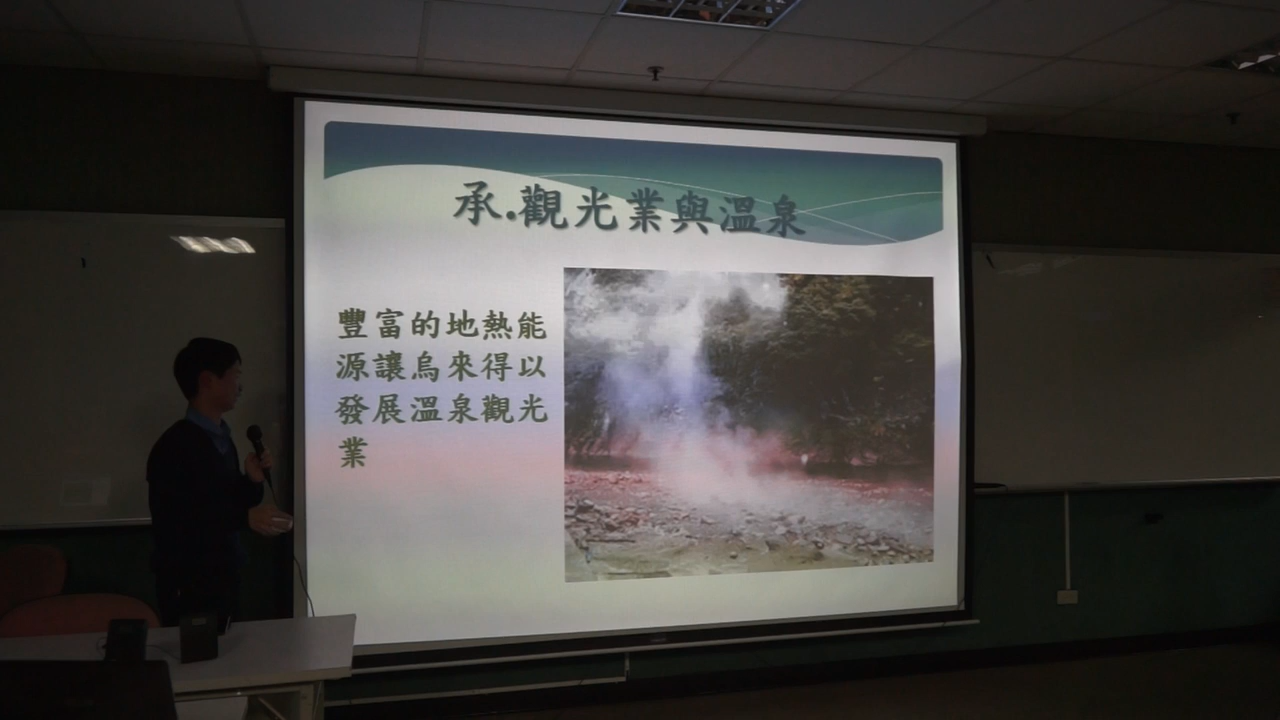 承.觀光業與溫泉
豐富的地熱能
源讓烏來得以
發展溫泉觀光
業